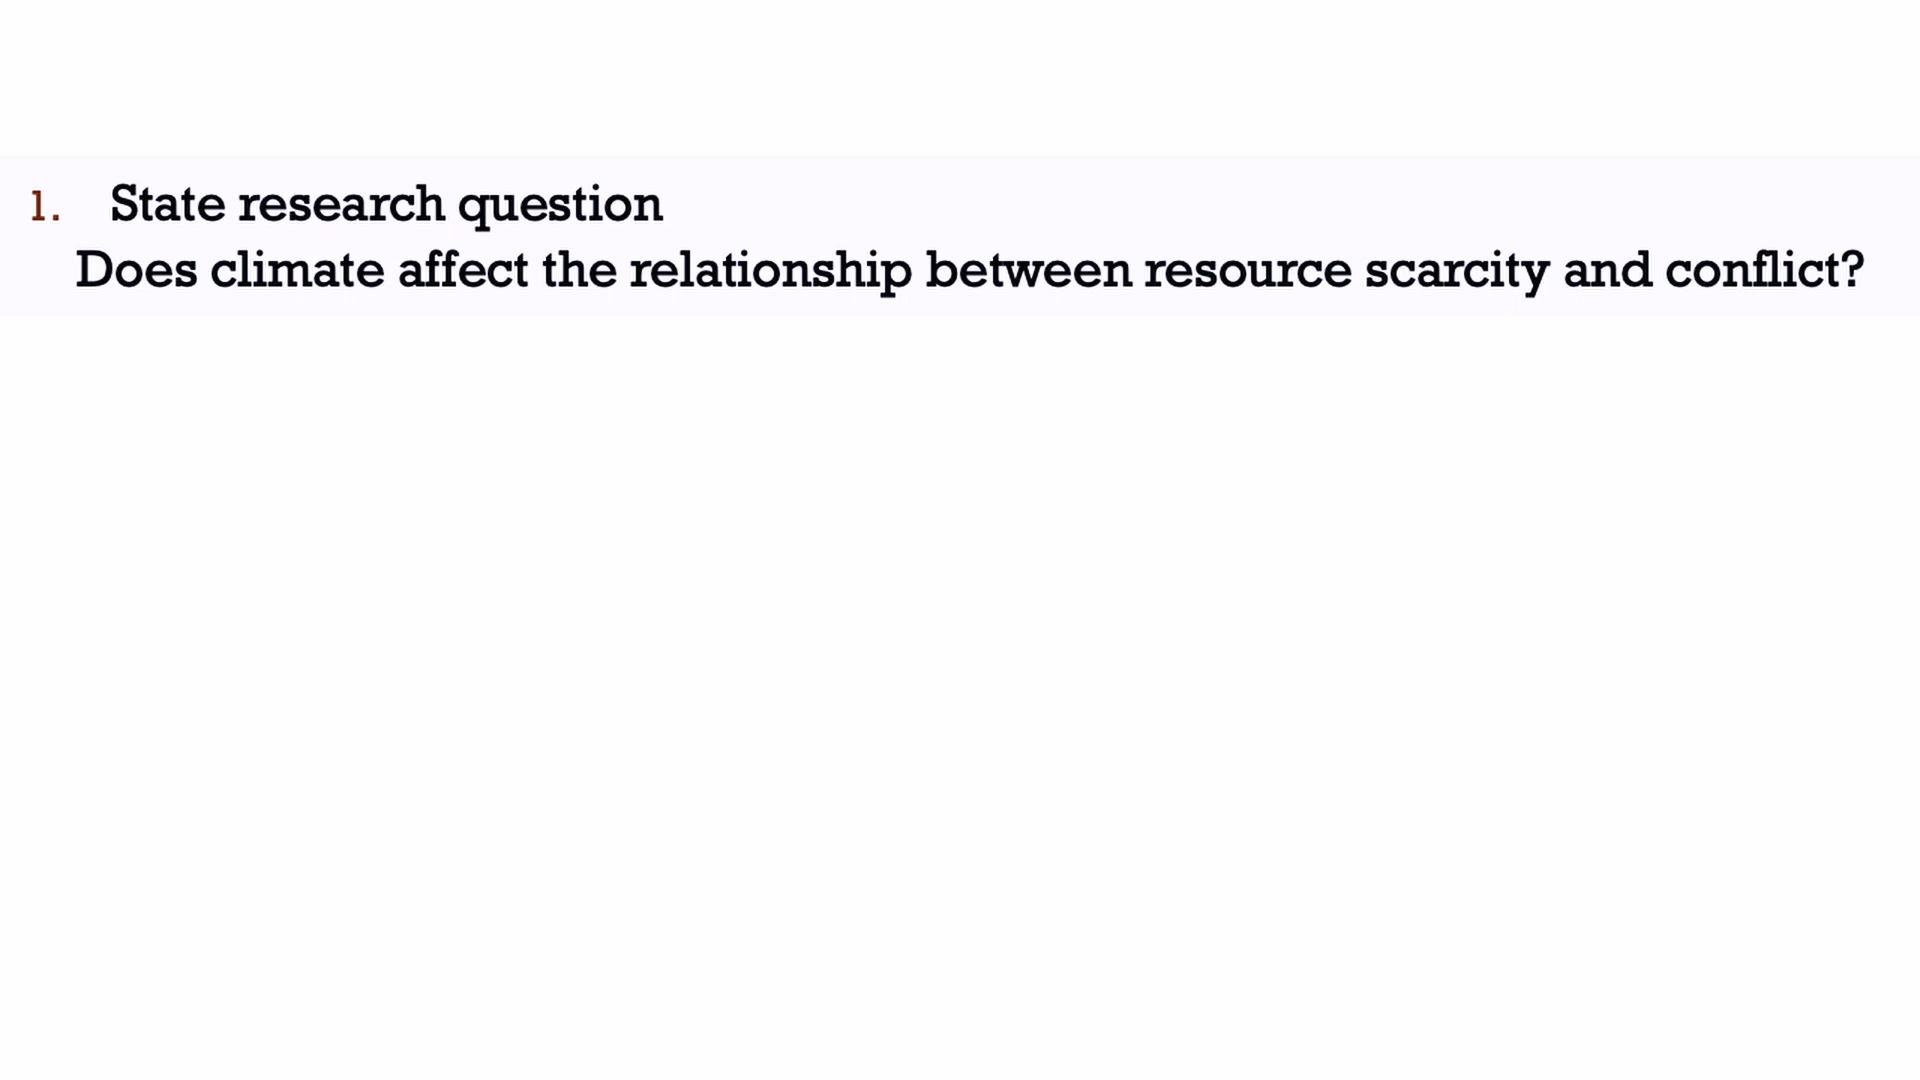 1. State research question
Does climate affect the relationship between resource scarcity and conflict?